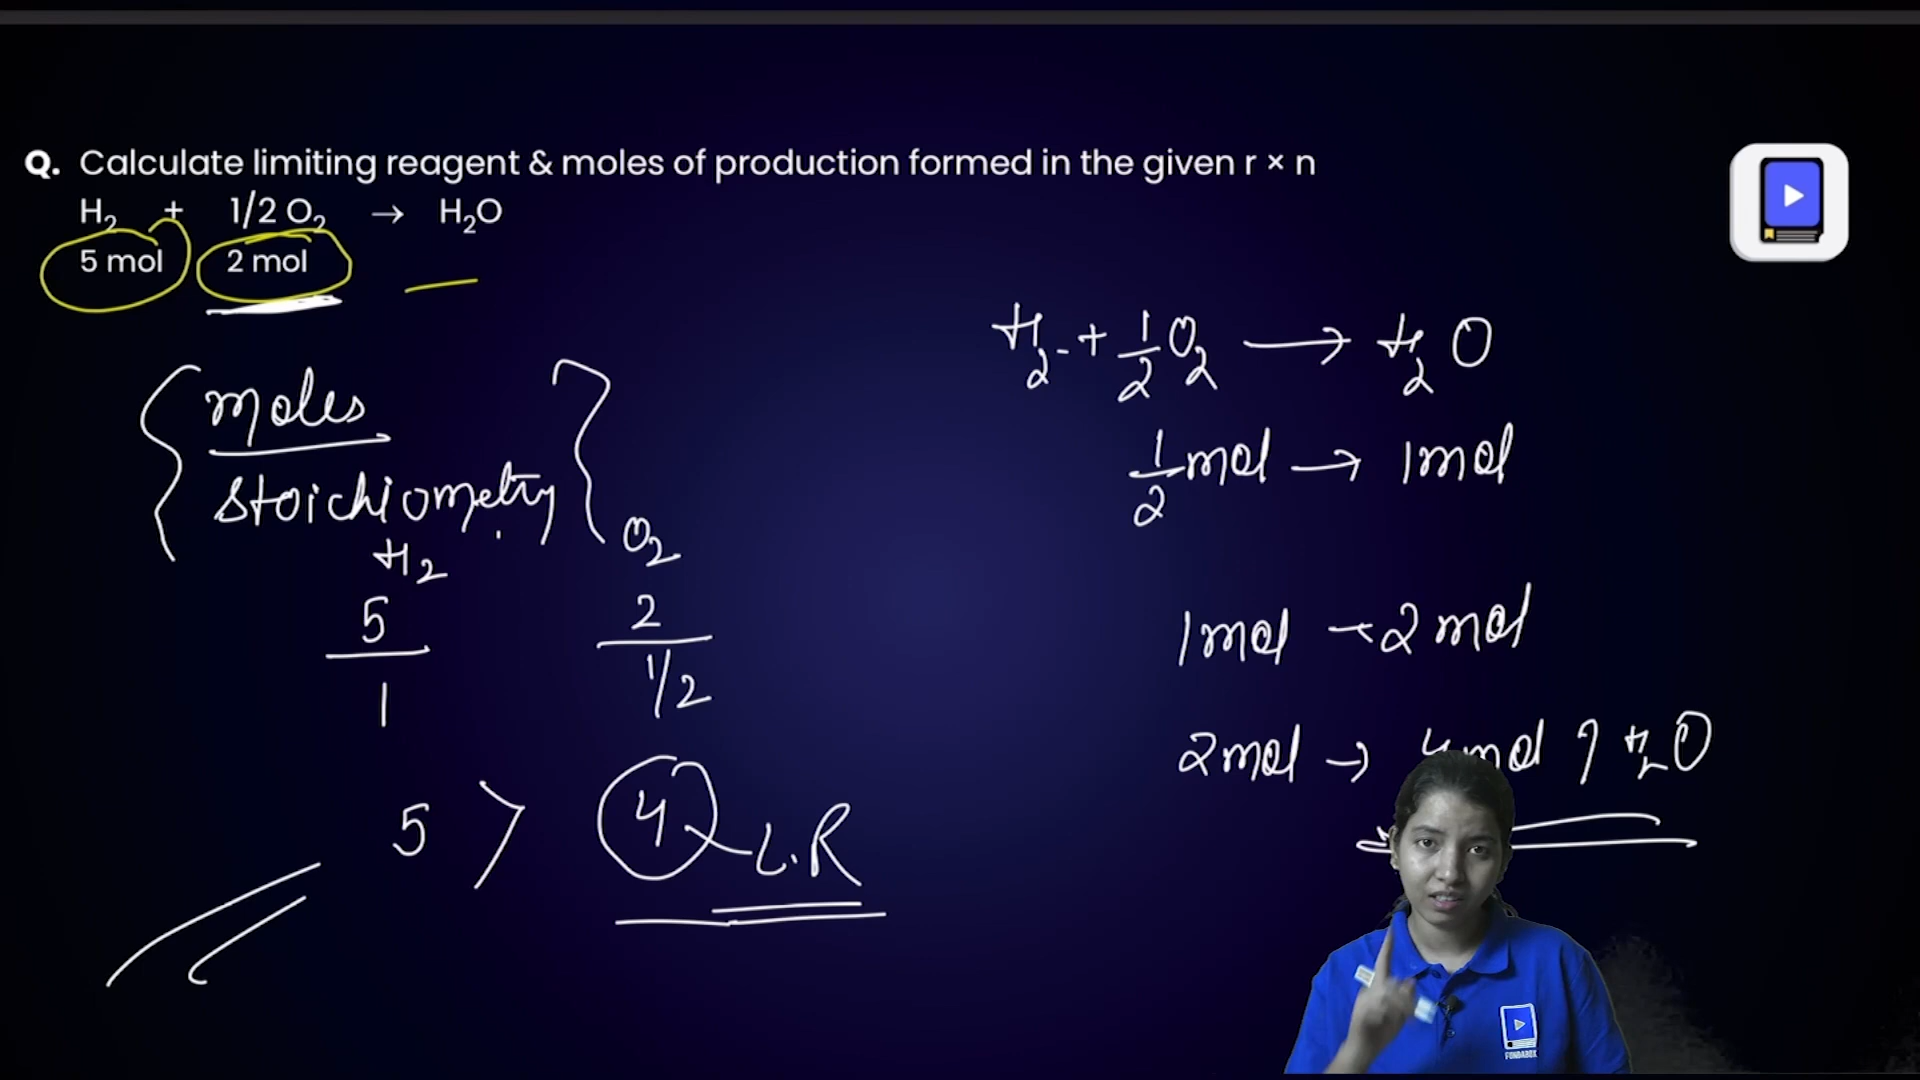 Q. Calculate limiting reagent & moles of production formed in the given r × n
H₂ + 1/2 O₂ → H₂O
5 mol 2 mol
moles
stoichiometry
H₂ O₂
5/1 2/1/2
5 > 4 L.R
H₂ + 1/2 O₂ → H₂O
1/2 mol → 1 mol
1 mol → 2 mol
2 mol → 4 mol H₂O
FONDABOX